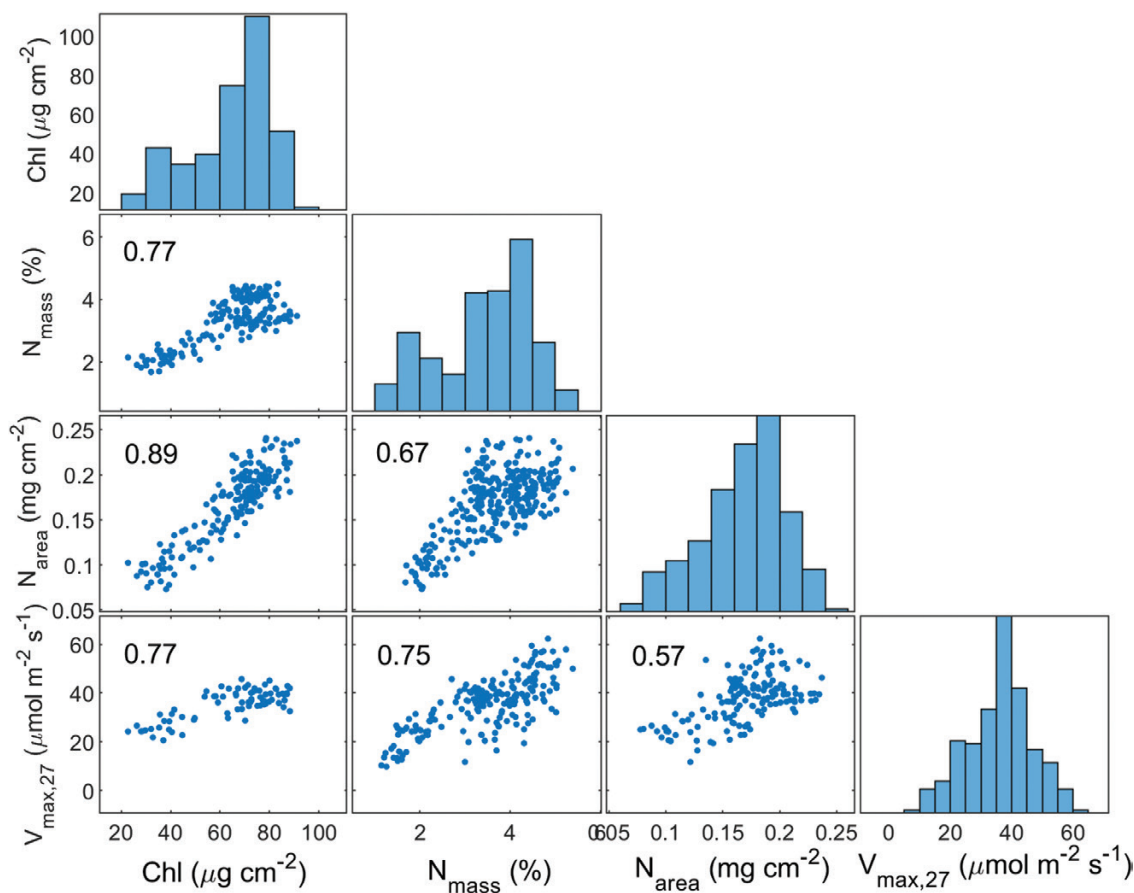 100
80
60
40
20
Chl (μg cm⁻²)
0.77
6
4
2
N_mass (%)
0.89
0.67
0.25
0.2
0.15
0.1
0.05
N_area (mg cm⁻²)
0.77
0.75
0.57
60
40
20
0
V_max,27 (μmol m⁻² s⁻¹)
20 40 60 80 100
2 4 6
0.05 0.1 0.15 0.2 0.25
0 20 40 60
Chl (μg cm⁻²)
N_mass (%)
N_area (mg cm⁻²)
V_max,27 (μmol m⁻² s⁻¹)